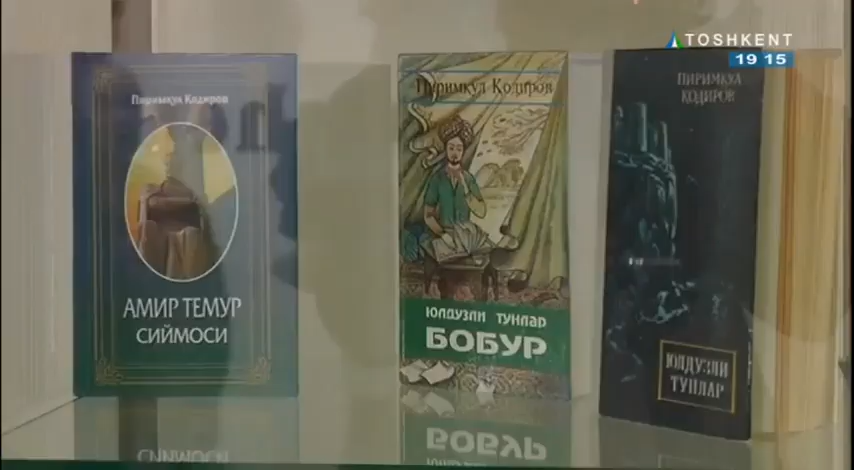 TOSHKENT
19 15
Пиримқул Қодиров
АМИР ТЕМУР
СИЙМОСИ
Пиримқул Қодиров
ЮЛДУЗЛИ ТУНЛАР
БОБУР
ПИРИМҚУЛ
ҚОДИРОВ
ЮЛДУЗЛИ
ТУНЛАР